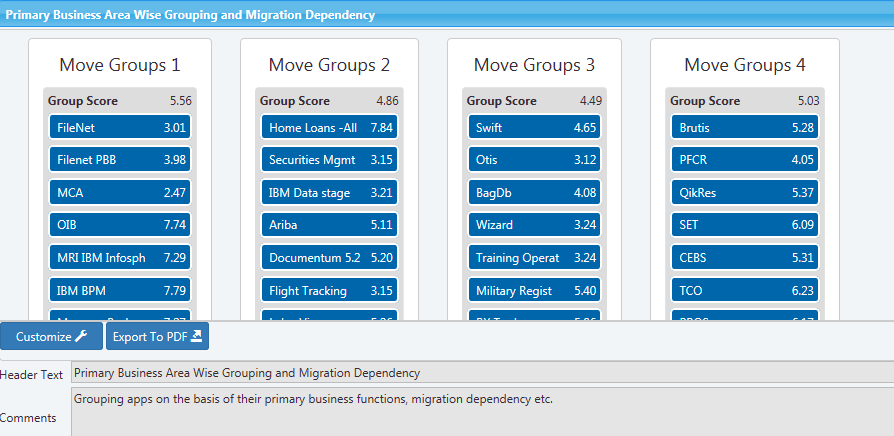 Primary Business Area Wise Grouping and Migration Dependency
Move Groups 1
Group Score 5.56
FileNet 3.01
Filenet PBB 3.98
MCA 2.47
OIB 7.74
MRI IBM Infosph 7.29
IBM BPM 7.79
Move Groups 2
Group Score 4.86
Home Loans -All 7.84
Securities Mgmt 3.15
IBM Data stage 3.21
Ariba 5.11
Documentum 5.2 5.20
Flight Tracking 3.15
Move Groups 3
Group Score 4.49
Swift 4.65
Otis 3.12
BagDb 4.08
Wizard 3.24
Training Operat 3.24
Military Regist 5.40
Move Groups 4
Group Score 5.03
Brutis 5.28
PFCR 4.05
QikRes 5.37
SET 6.09
CEBS 5.31
TCO 6.23
Customize Export To PDF
Header Text Primary Business Area Wise Grouping and Migration Dependency
Comments Grouping apps on the basis of their primary business functions, migration dependency etc.